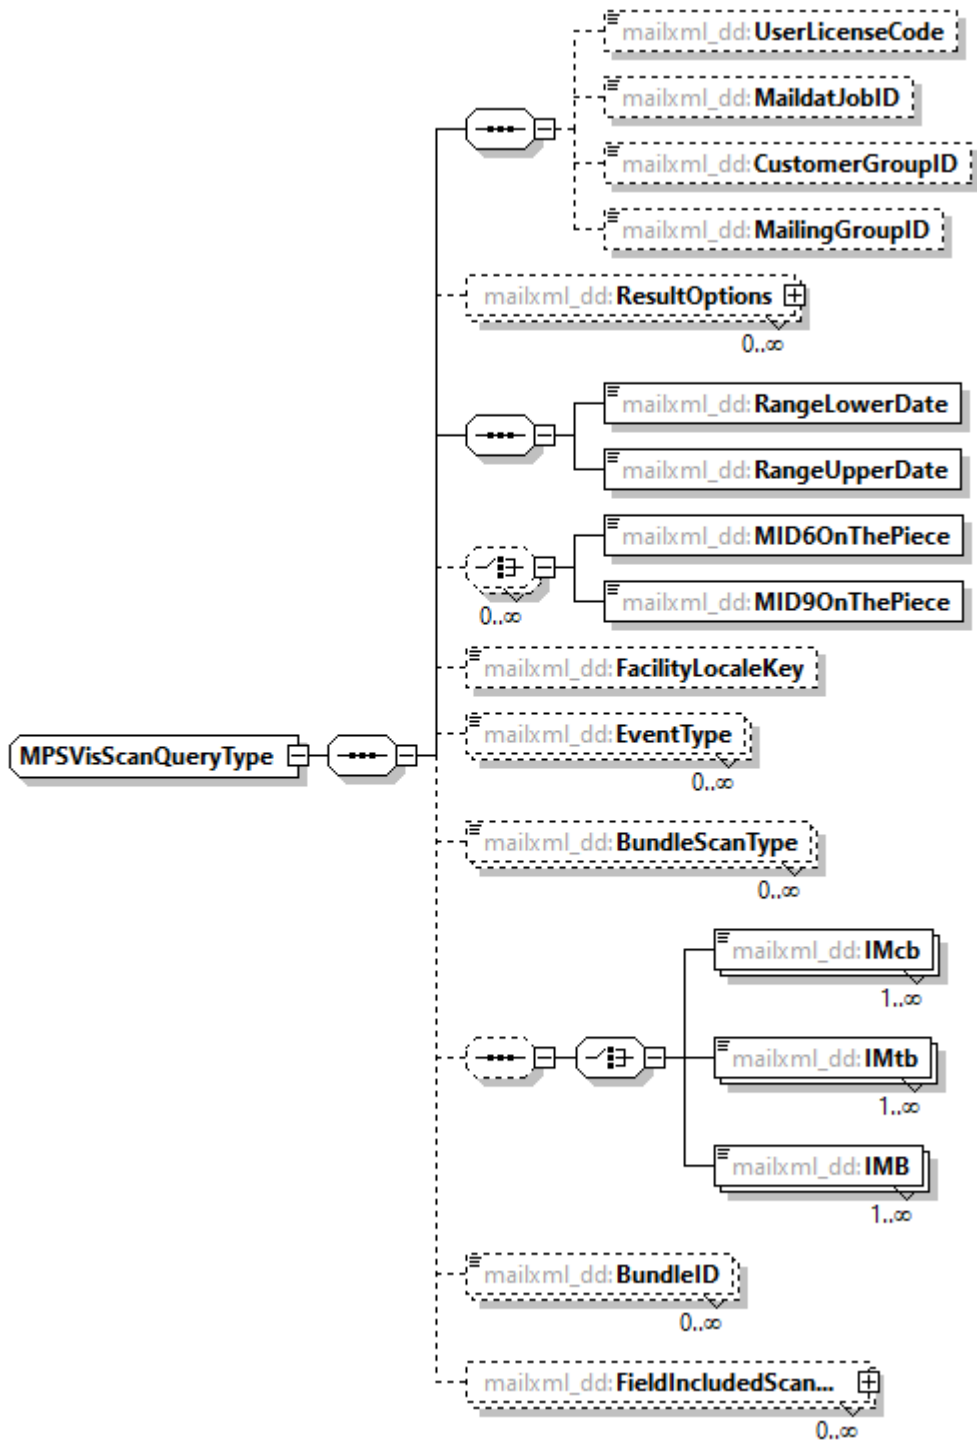 mailxml_dd:UserLicenseCode
mailxml_dd:MaildatJobID
mailxml_dd:CustomerGroupID
mailxml_dd:MailingGroupID
mailxml_dd:ResultOptions
0..∞
mailxml_dd:RangeLowerDate
mailxml_dd:RangeUpperDate
mailxml_dd:MID6OnThePiece
0..∞
mailxml_dd:MID9OnThePiece
mailxml_dd:FacilityLocaleKey
mailxml_dd:EventType
0..∞
MPSVisScanQueryType
mailxml_dd:BundleScanType
0..∞
mailxml_dd:IMcb
1..∞
mailxml_dd:IMtb
1..∞
mailxml_dd:IMB
1..∞
mailxml_dd:BundleID
0..∞
mailxml_dd:FieldIncludedScan...
0..∞